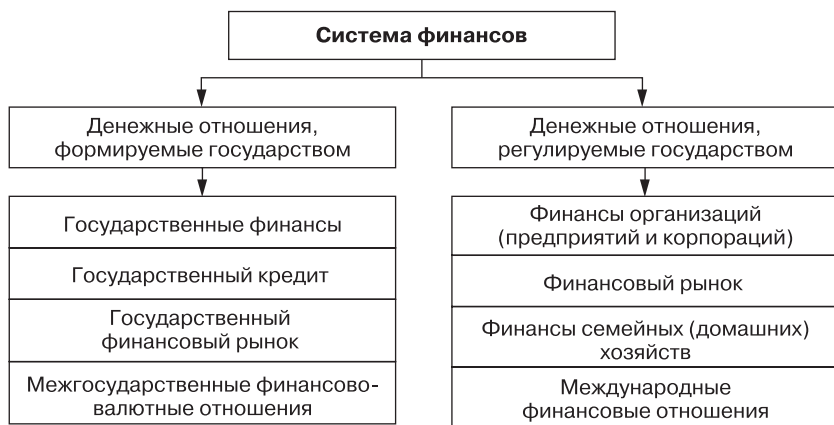 Система финансов
Денежные отношения,
формируемые государством
Государственные финансы
Государственный кредит
Государственный
финансовый рынок
Межгосударственные финансово-
валютные отношения
Денежные отношения,
регулируемые государством
Финансы организаций
(предприятий и корпораций)
Финансовый рынок
Финансы семейных (домашних)
хозяйств
Международные
финансовые отношения